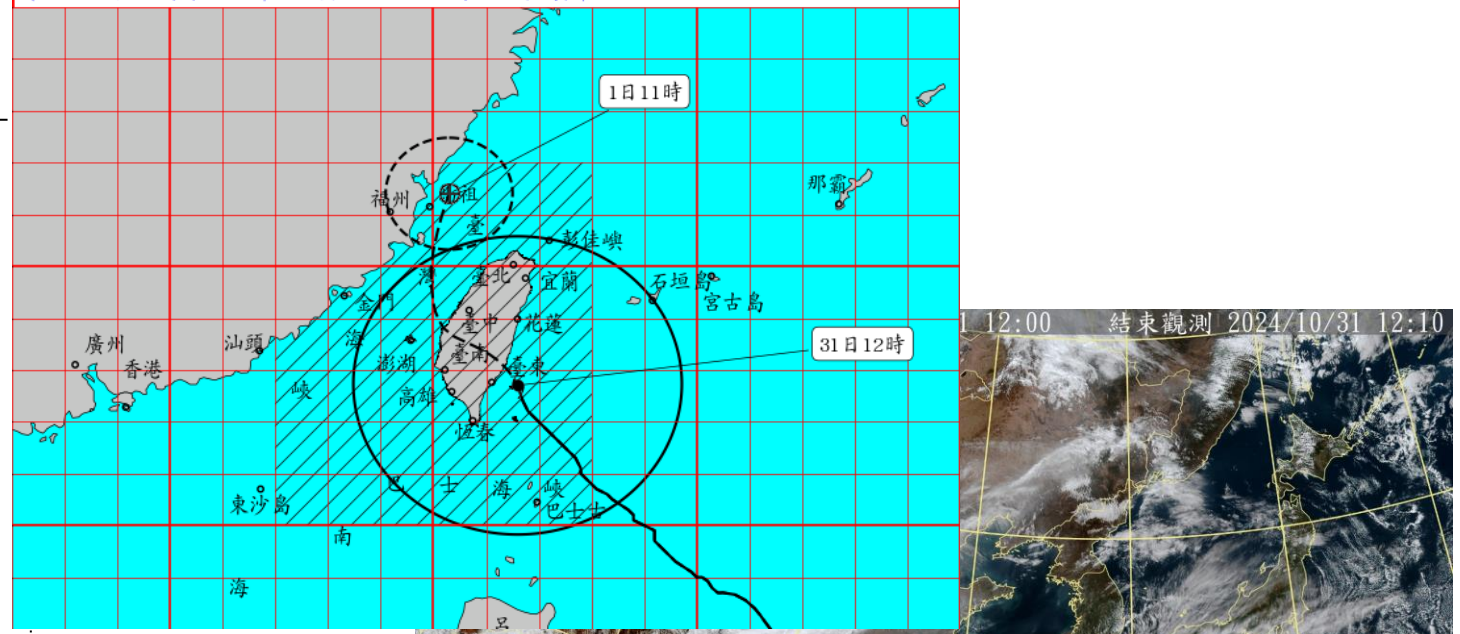 1日11時
那霸
福州
祖
臺
彭佳嶼
灣
臺北
宜蘭
石垣島
宮古島
金門
臺中
花蓮
1 12:00
結束觀測 2024/10/31 12:10
海
汕頭
廣州
31日12時
澎湖
臺南
臺東
香港
峽
高雄
恆春
巴 士 海 峽
東沙島
巴士士
南
海
呂